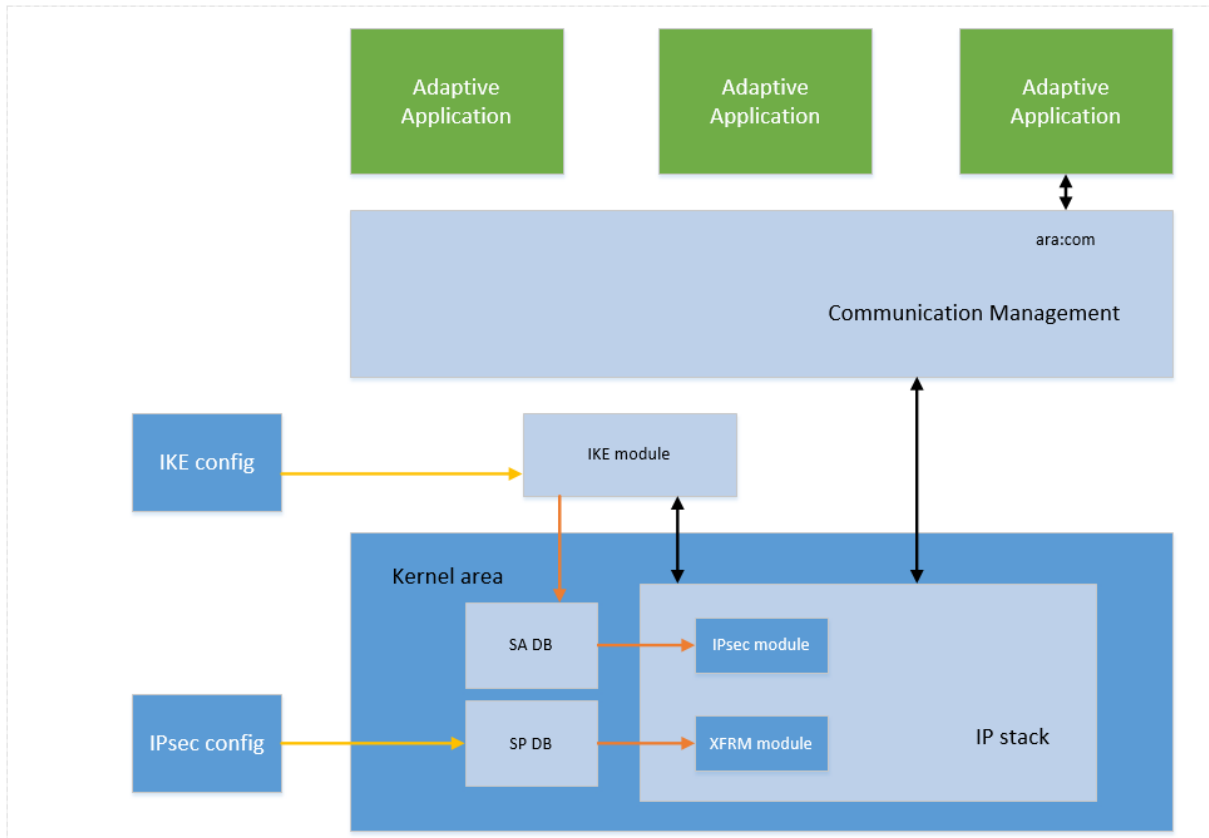 Adaptive
Application
Adaptive
Application
Adaptive
Application
ara:com
Communication Management
IKE config
IKE module
Kernel area
SA DB
IPsec module
IPsec config
SP DB
XFRM module
IP stack